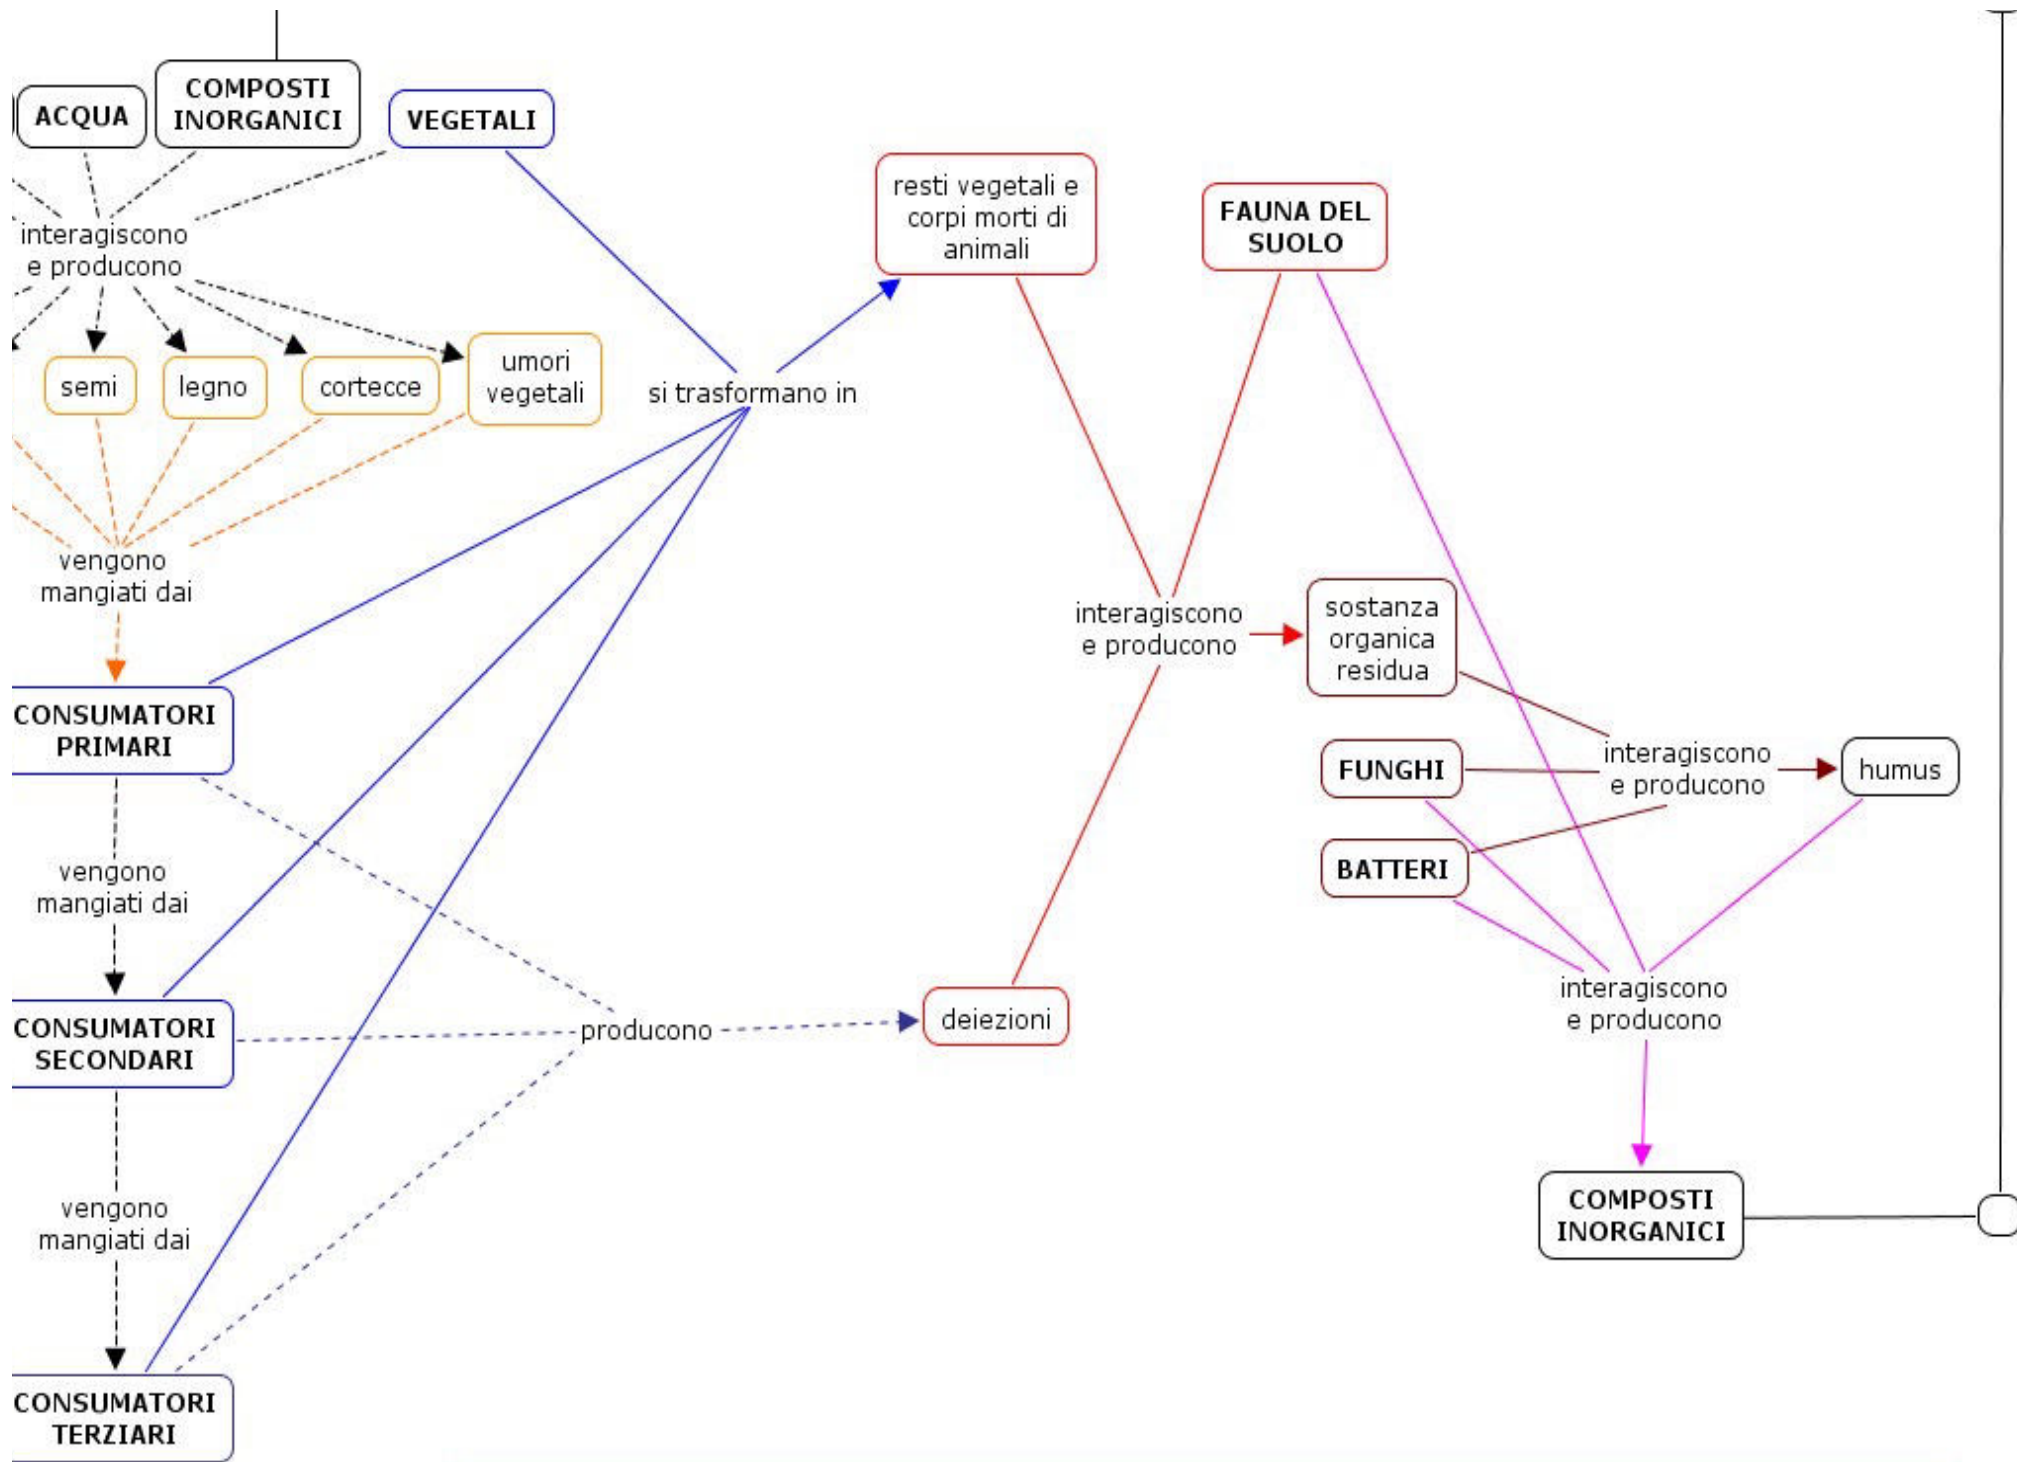 ACQUA
COMPOSTI
INORGANICI
VEGETALI
interagiscono
e producono
semi
legno
cortecce
umori
vegetali
vengono
mangiati dai
CONSUMATORI
PRIMARI
vengono
mangiati dai
CONSUMATORI
SECONDARI
vengono
mangiati dai
CONSUMATORI
TERZIARI
si trasformano in
producono
resti vegetali e
corpi morti di
animali
FAUNA DEL
SUOLO
interagiscono
e producono
deiezioni
sostanza
organica
residua
FUNGHI
BATTERI
interagiscono
e producono
humus
interagiscono
e producono
COMPOSTI
INORGANICI